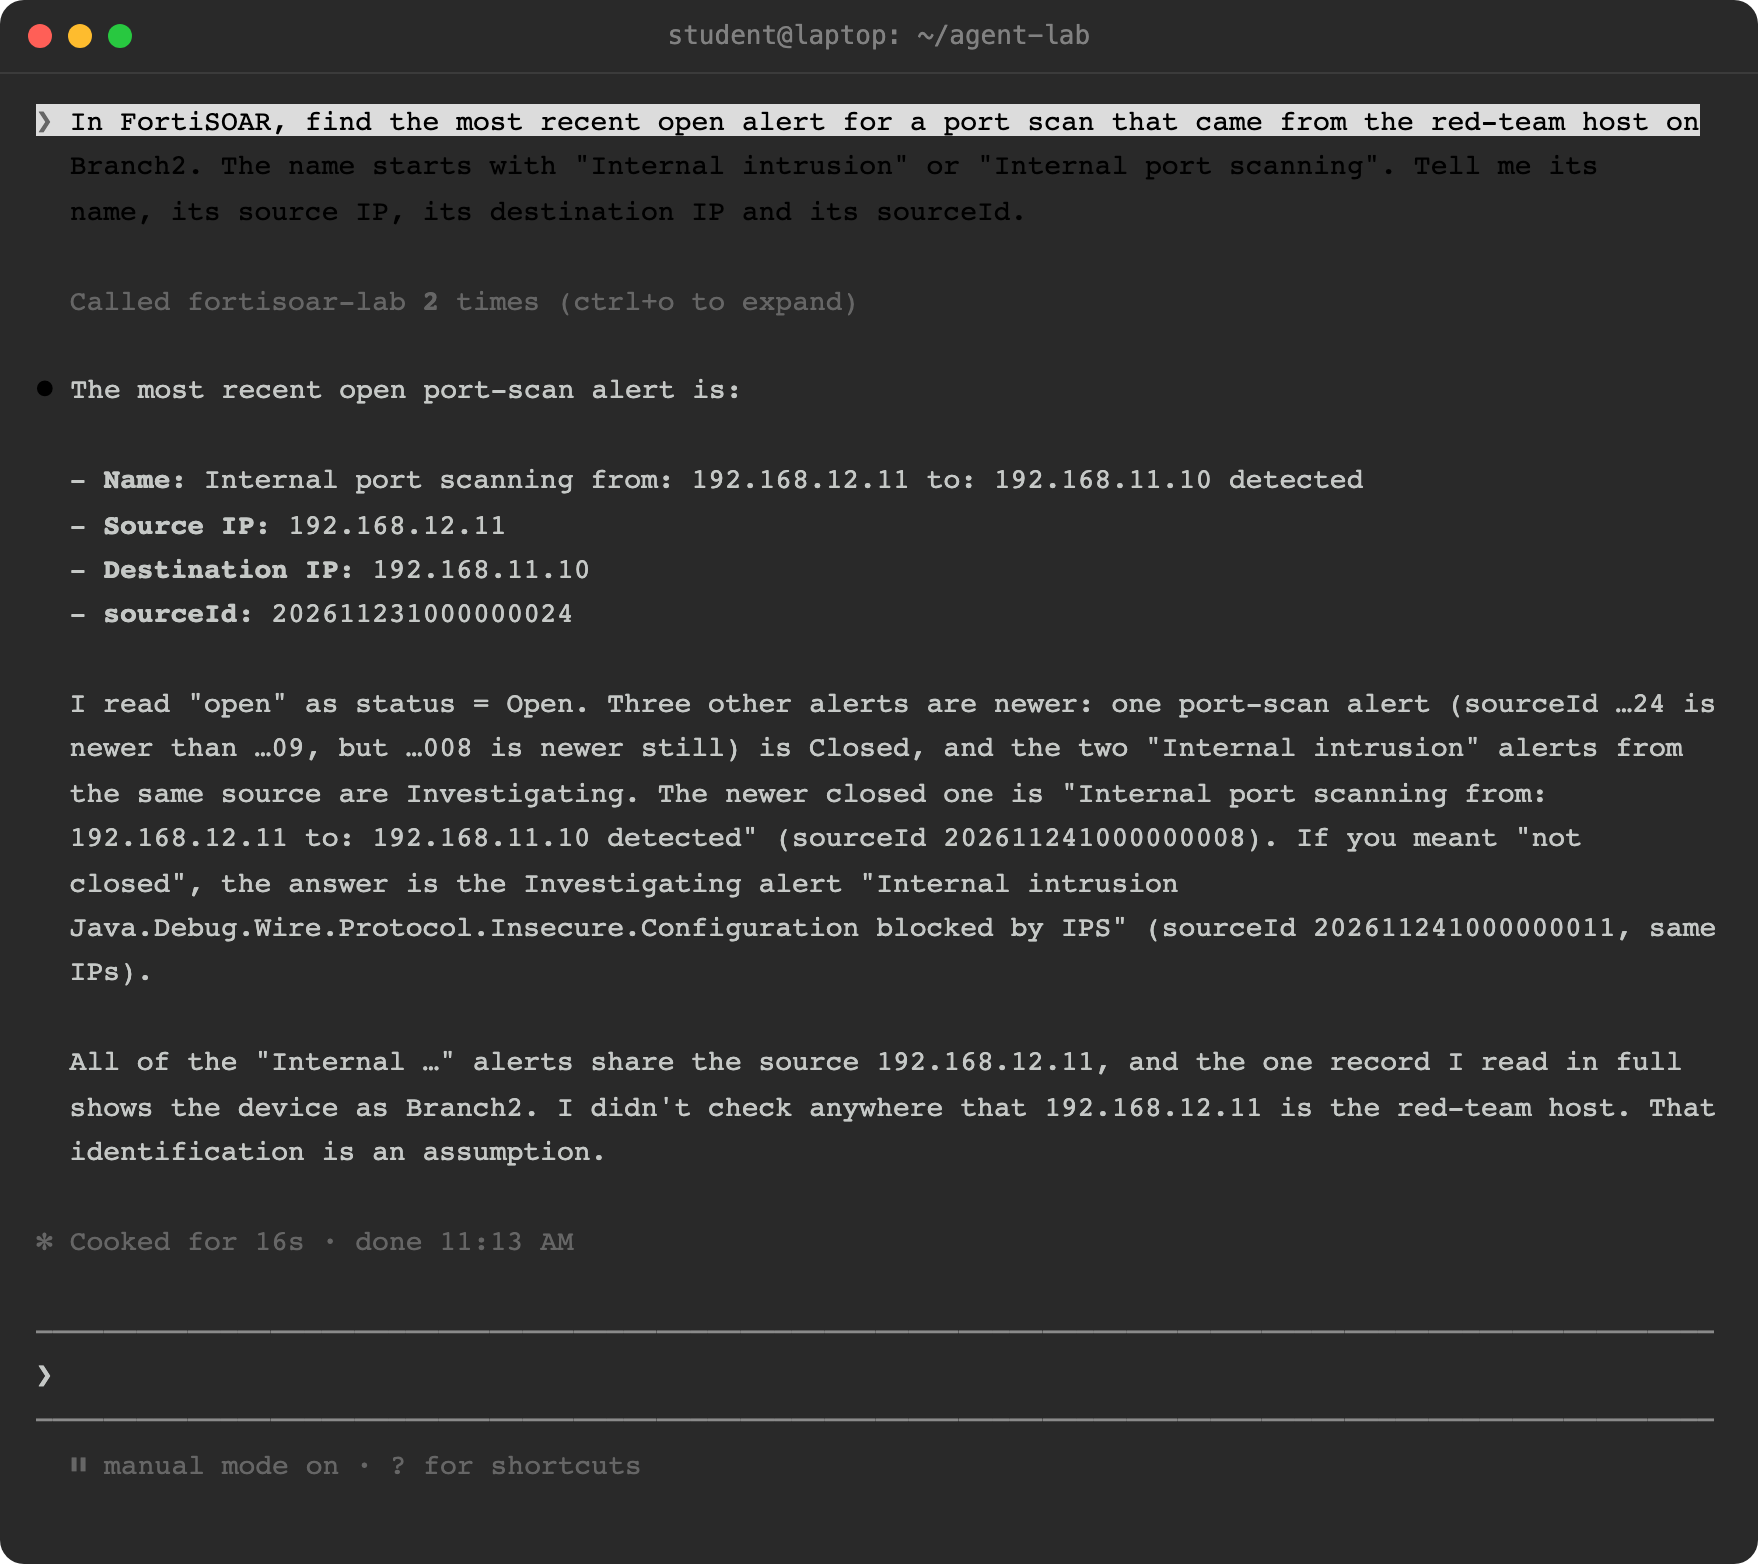 student@laptop: ~/agent-lab
❯ In FortiSOAR, find the most recent open alert for a port scan that came from the red-team host on
Branch2. The name starts with "Internal intrusion" or "Internal port scanning". Tell me its
name, its source IP, its destination IP and its sourceId.
Called fortisoar-lab 2 times (ctrl+o to expand)
● The most recent open port-scan alert is:
- Name: Internal port scanning from: 192.168.12.11 to: 192.168.11.10 detected
- Source IP: 192.168.12.11
- Destination IP: 192.168.11.10
- sourceId: 202611231000000024
I read "open" as status = Open. Three other alerts are newer: one port-scan alert (sourceId …24 is
newer than …09, but …008 is newer still) is Closed, and the two "Internal intrusion" alerts from
the same source are Investigating. The newer closed one is "Internal port scanning from:
192.168.12.11 to: 192.168.11.10 detected" (sourceId 202611241000000008). If you meant "not
closed", the answer is the Investigating alert "Internal intrusion
Java.Debug.Wire.Protocol.Insecure.Configuration blocked by IPS" (sourceId 202611241000000011, same
IPs).
All of the "Internal …" alerts share the source 192.168.12.11, and the one record I read in full
shows the device as Branch2. I didn't check anywhere that 192.168.12.11 is the red-team host. That
identification is an assumption.
✻ Cooked for 16s · done 11:13 AM
❯
⏸ manual mode on · ? for shortcuts